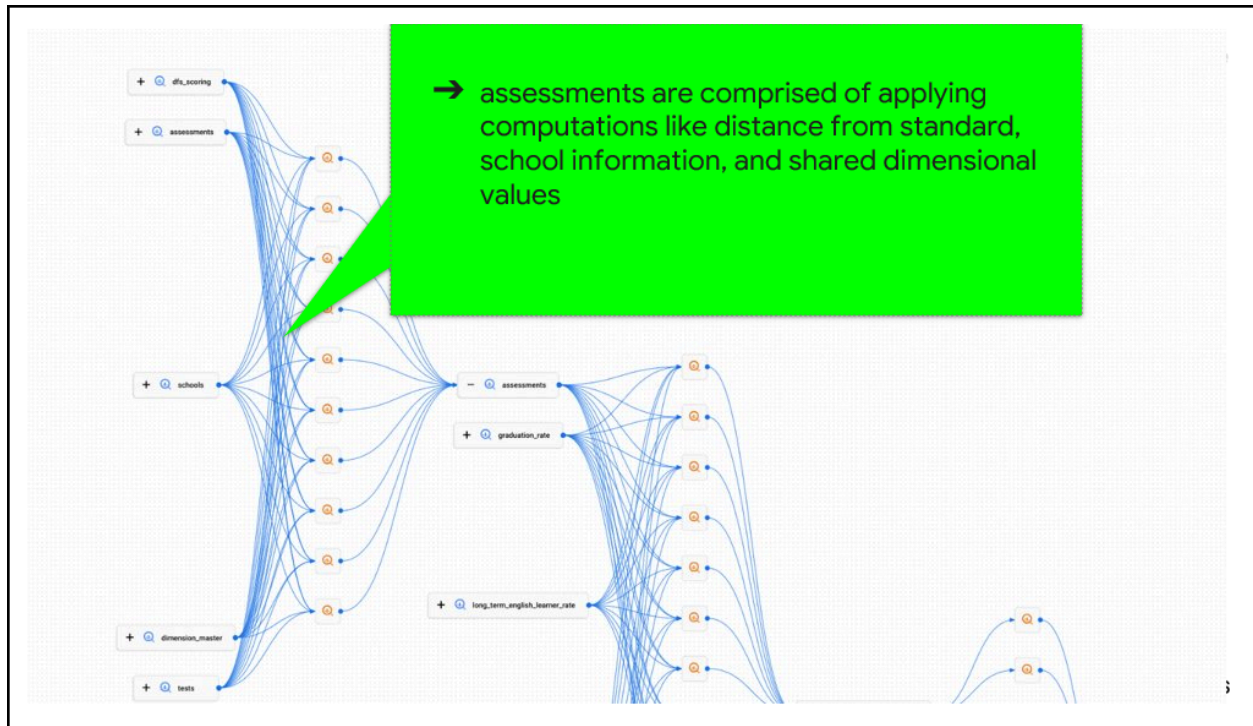 dfs_scoring
assessments
➔ assessments are comprised of applying
computations like distance from standard,
school information, and shared dimensional
values
schools
assessments
graduation_rate
long_term_english_learner_rate
dimension_master
tests
s